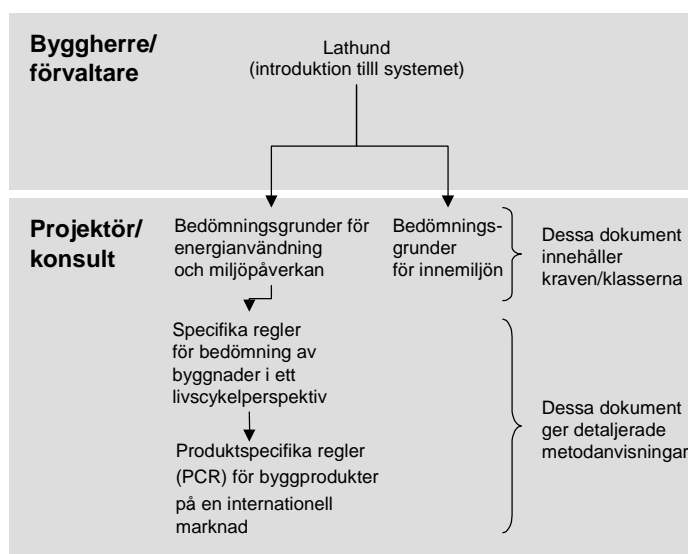 Byggherre/
förvaltare
Lathund
(introduktion tilll systemet)
Projektör/
konsult
Bedömningsgrunder för
energianvändning
och miljöpåverkan
Bedömnings-
grunder
för innemiljön
Dessa dokument
innehåller
kraven/klasserna
Specifika regler
för bedömning av
byggnader i ett
livscykelperspektiv
Produktspecifika regler
(PCR) för byggprodukter
på en internationell
marknad
Dessa dokument
ger detaljerade
metodanvisningar